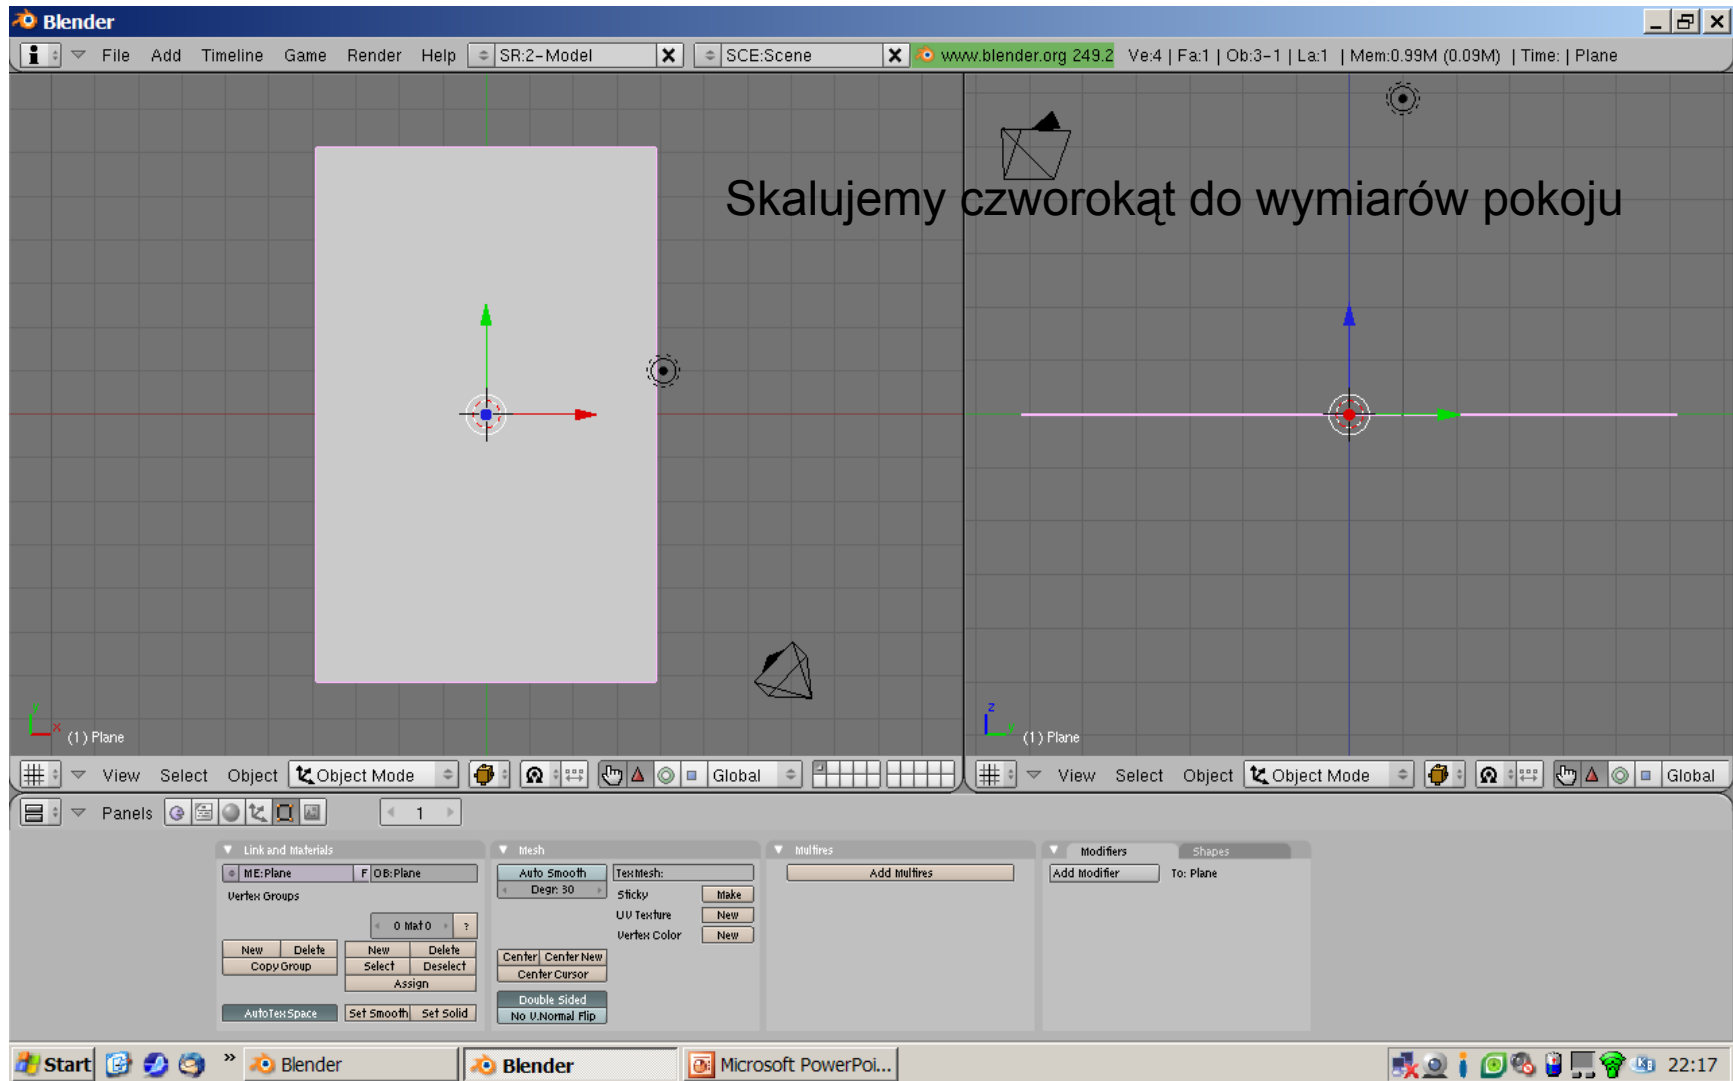 Blender
File Add Timeline Game Render Help SR:2-Model SCE:Scene www.blender.org 249.2 Ve:4 | Fa:1 | Ob:3-1 | La:1 | Mem:0.99M (0.09M) | Time: | Plane
Skalujemy czworokąt do wymiarów pokoju
Y
X
(1) Plane
Z
Y
(1) Plane
View Select Object Object Mode Global
View Select Object Object Mode Global
Panels 1
Link and Materials
ME:Plane F OB:Plane
Vertex Groups
0 Mat 0 ?
New Delete New Delete
Copy Group Select Deselect
Assign
AutoTexSpace Set Smooth Set Solid
Mesh
Auto Smooth TexMesh:
Degr: 30 Sticky Make
UV Texture New
Vertex Color New
Center Center New
Center Cursor
Double Sided
No V.Normal Flip
Multires
Add Multires
Modifiers Shapes
Add Modifier To: Plane
Start » Blender Blender Microsoft PowerPoi... 22:17